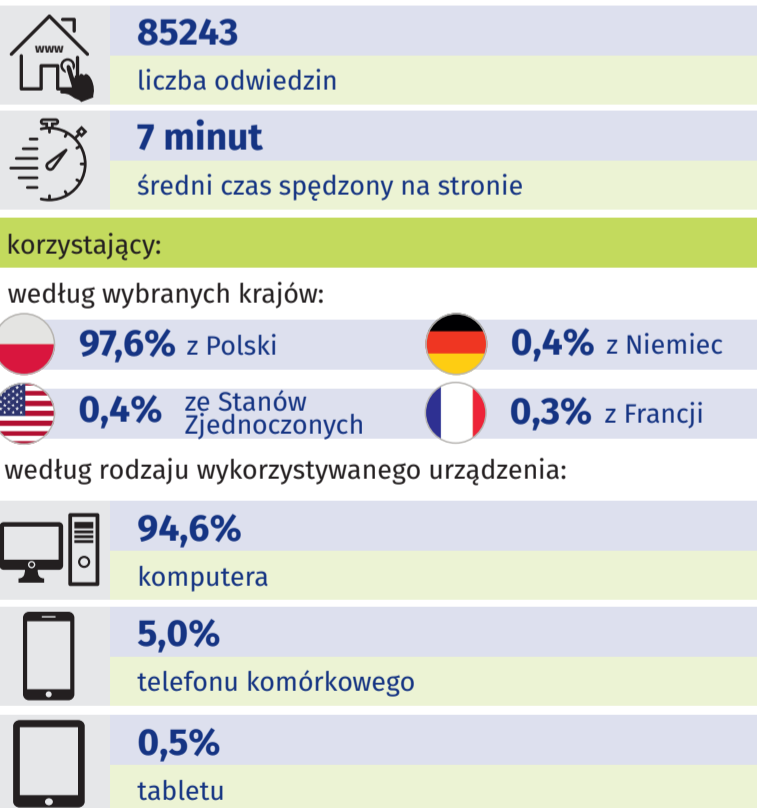 www
85243
liczba odwiedzin
7 minut
średni czas spędzony na stronie
korzystający:
według wybranych krajów:
97,6% z Polski
0,4% z Niemiec
0,4% ze Stanów
Zjednoczonych
0,3% z Francji
według rodzaju wykorzystywanego urządzenia:
94,6%
komputera
5,0%
telefonu komórkowego
0,5%
tabletu